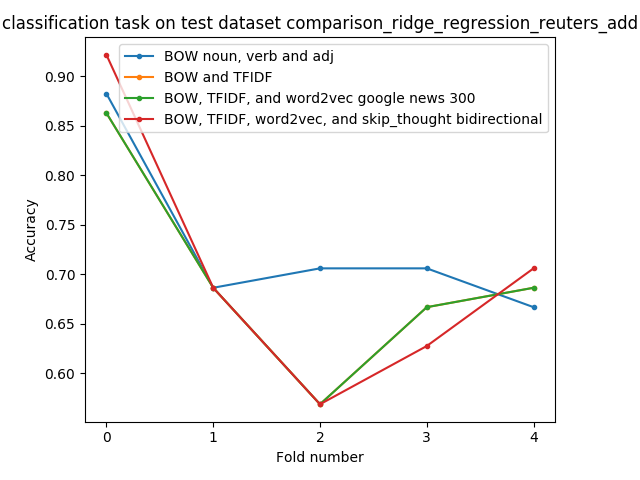 classification task on test dataset comparison_ridge_regression_reuters_add
BOW noun, verb and adj
BOW and TFIDF
BOW, TFIDF, and word2vec google news 300
BOW, TFIDF, word2vec, and skip_thought bidirectional
0.90
0.85
0.80
0.75
0.70
0.65
0.60
Accuracy
0 1 2 3 4
Fold number